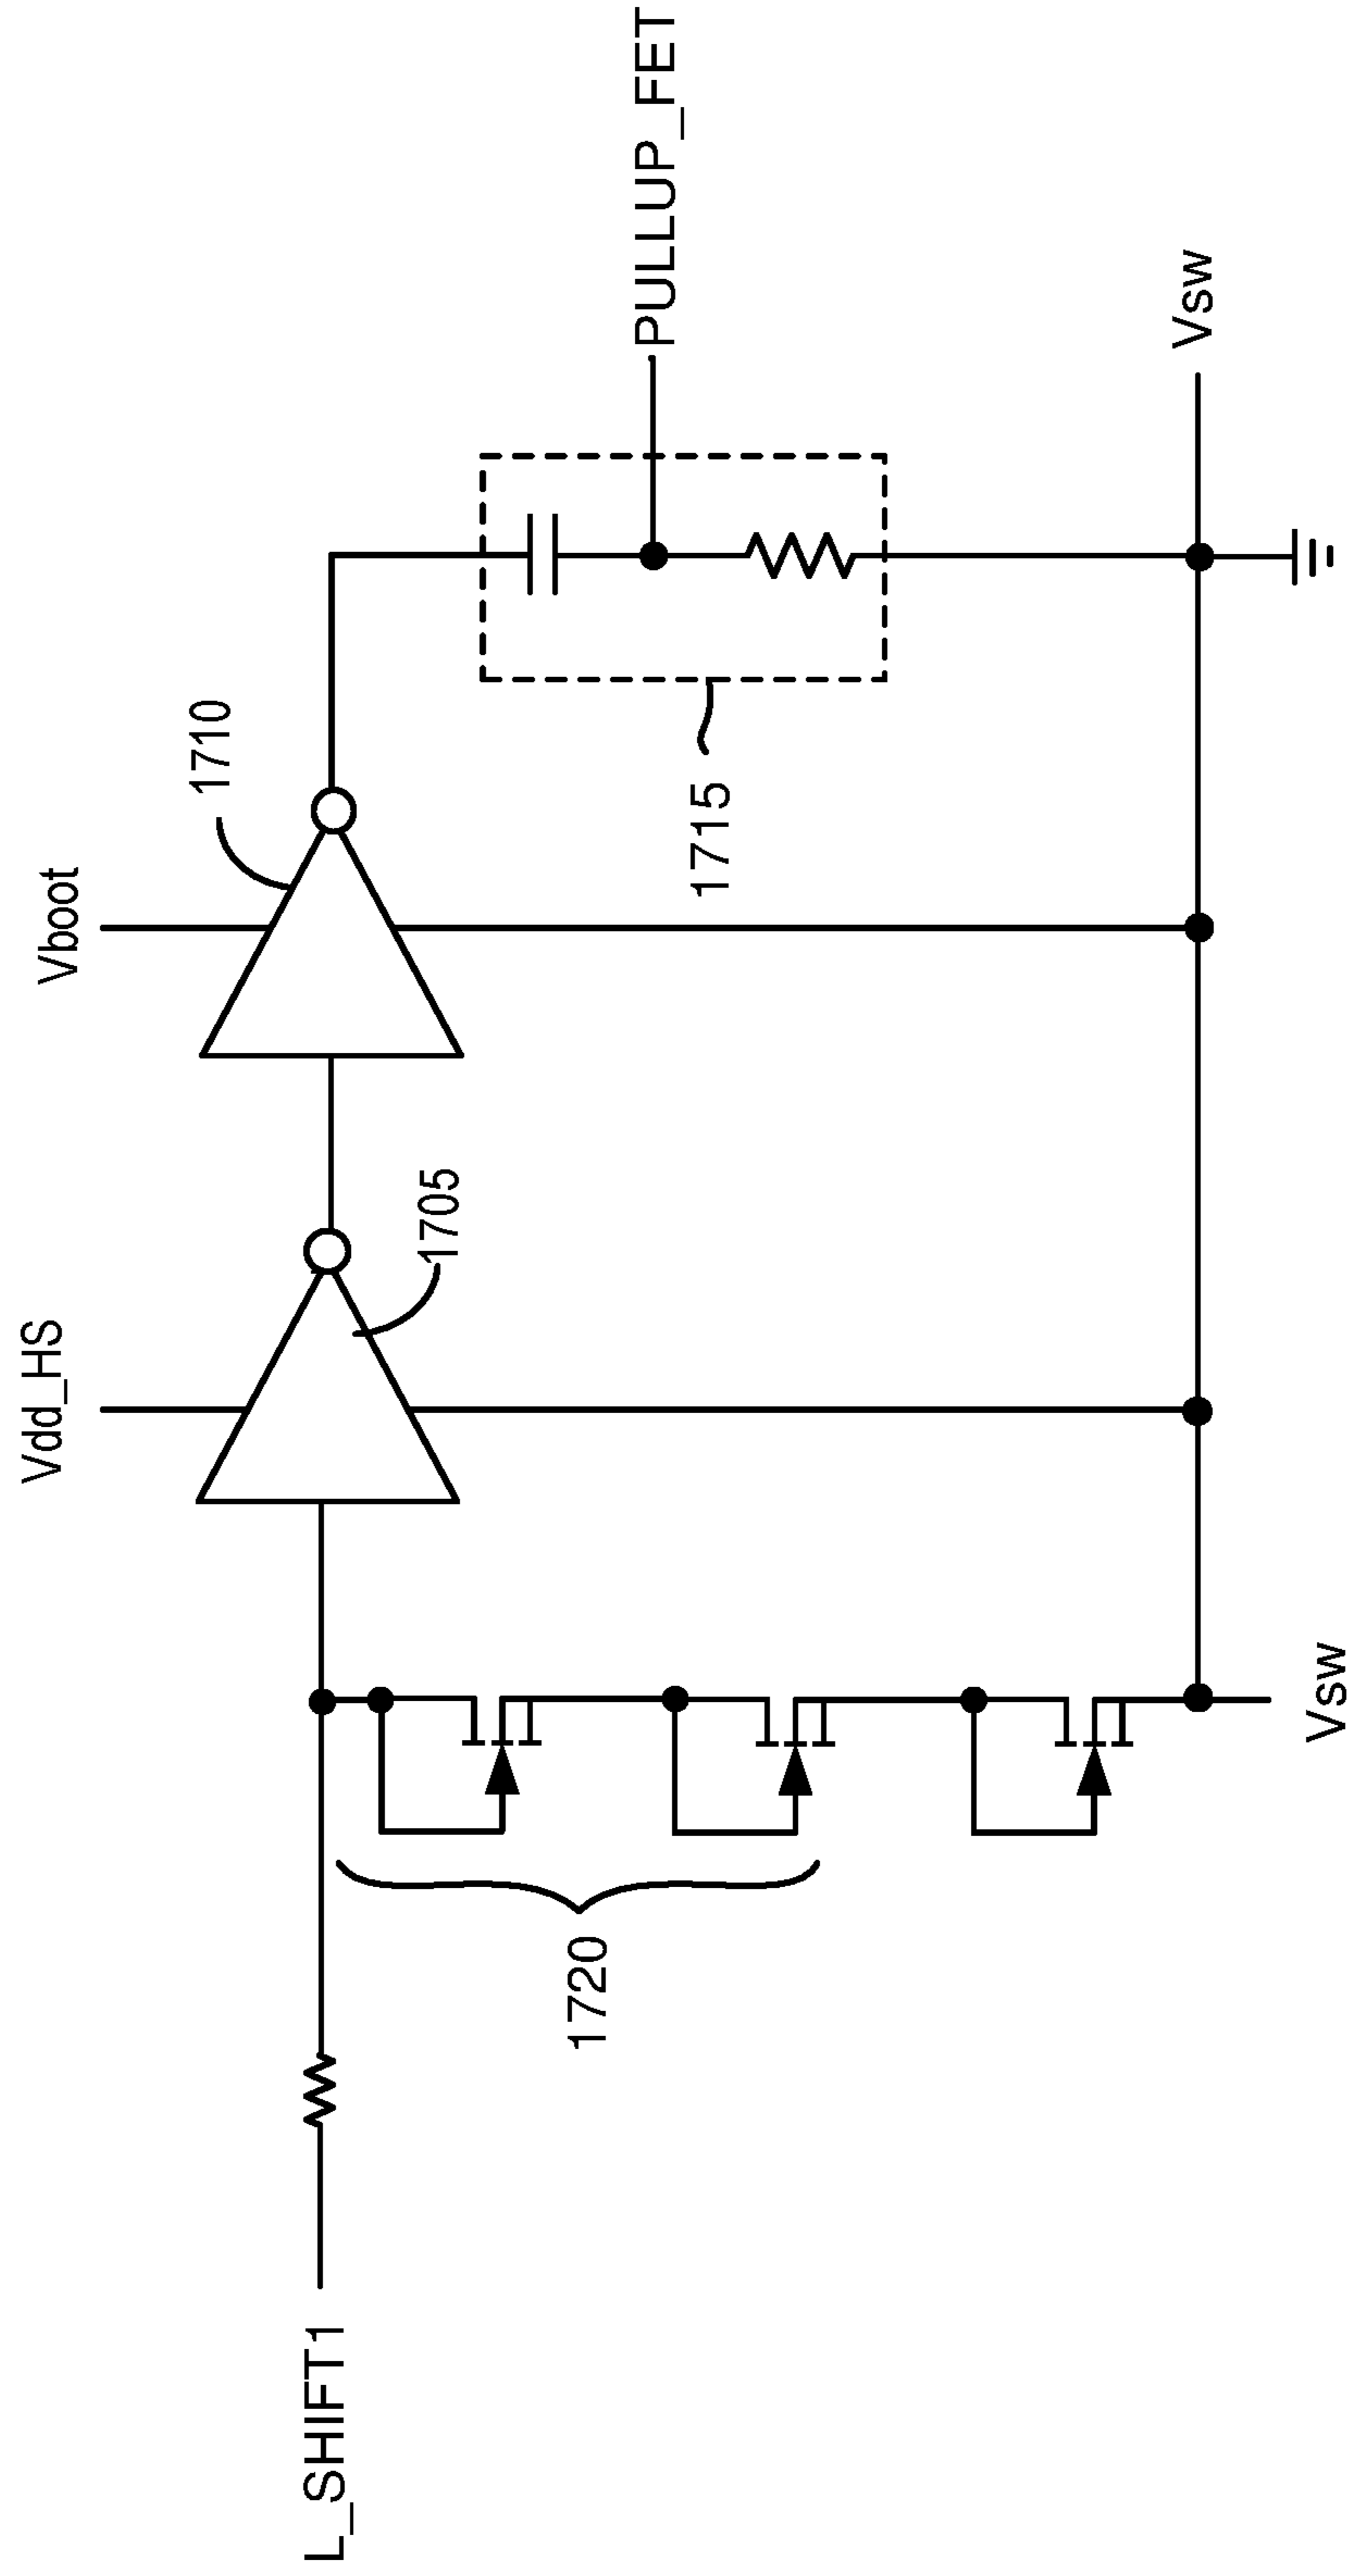 Vdd_HS
Vboot
1710
L_SHIFT1
1705
PULLUP_FET
1720
1715
Vsw
Vsw